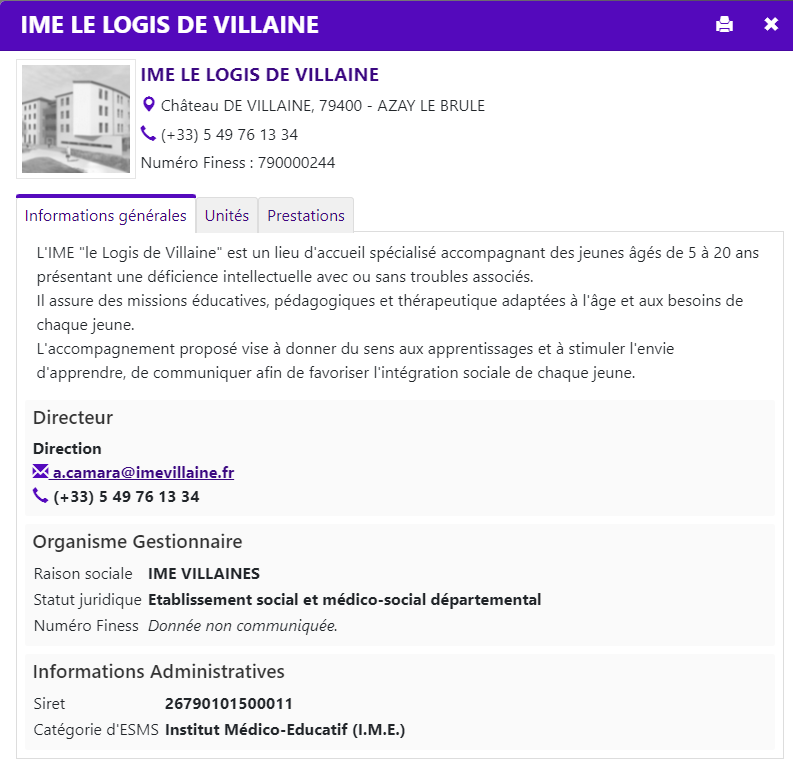 IME LE LOGIS DE VILLAINE
IME LE LOGIS DE VILLAINE
Château DE VILLAINE, 79400 - AZAY LE BRULE
(+33) 5 49 76 13 34
Numéro Finess : 790000244
Informations générales Unités Prestations
L'IME "le Logis de Villaine" est un lieu d'accueil spécialisé accompagnant des jeunes âgés de 5 à 20 ans
présentant une déficience intellectuelle avec ou sans troubles associés.
Il assure des missions éducatives, pédagogiques et thérapeutique adaptées à l'âge et aux besoins de
chaque jeune.
L'accompagnement proposé vise à donner du sens aux apprentissages et à stimuler l'envie
d'apprendre, de communiquer afin de favoriser l'intégration sociale de chaque jeune.
Directeur
Direction
a.camara@imevillaine.fr
(+33) 5 49 76 13 34
Organisme Gestionnaire
Raison sociale IME VILLAINES
Statut juridique Etablissement social et médico-social départemental
Numéro Finess Donnée non communiquée.
Informations Administratives
Siret 26790101500011
Catégorie d'ESMS Institut Médico-Educatif (I.M.E.)